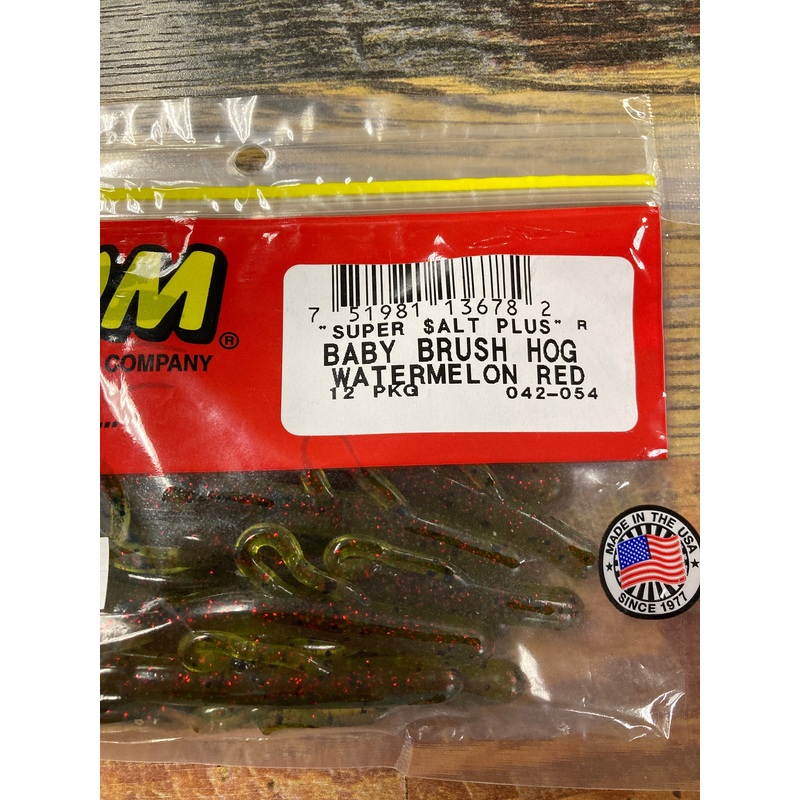 OM®
COMPANY
7 51981 13678 2
"SUPER $ALT PLUS" R
BABY BRUSH HOG
WATERMELON RED
12 PKG 042-054
MADE IN THE USA
SINCE 1977